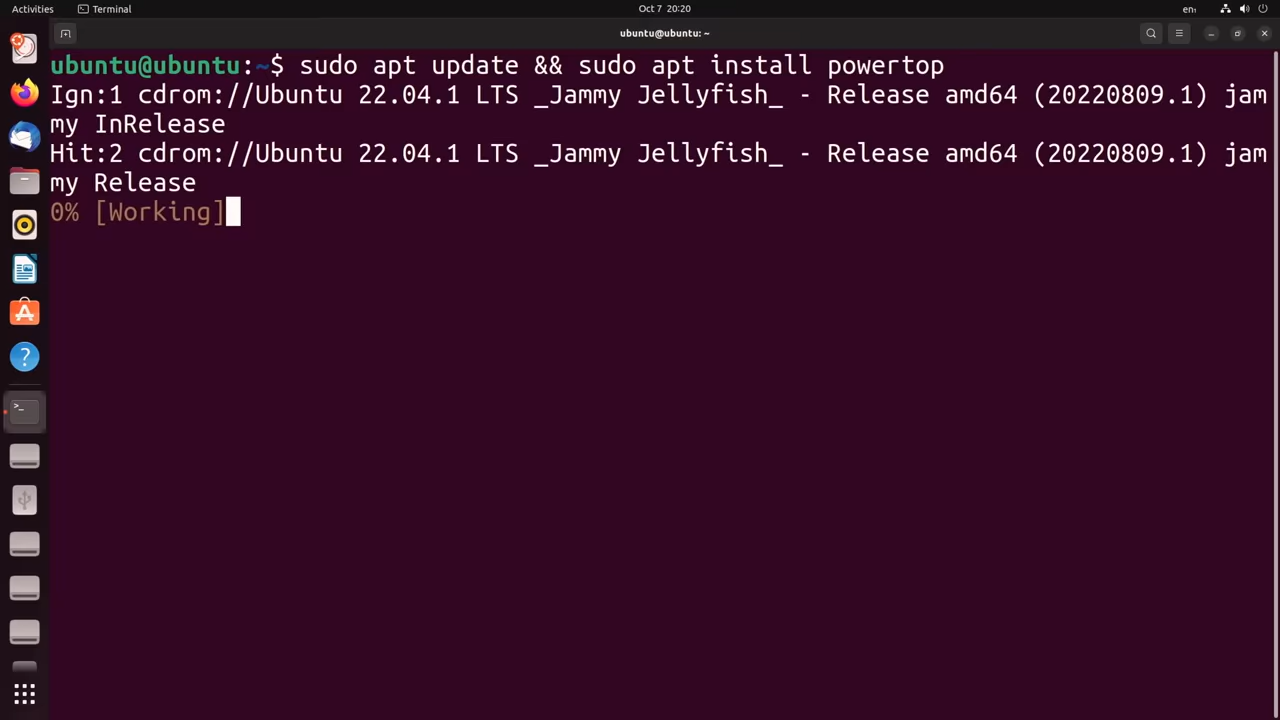 Activities Terminal Oct 7 20:20 en₁
ubuntu@ubuntu: ~
ubuntu@ubuntu:~$ sudo apt update && sudo apt install powertop
Ign:1 cdrom://Ubuntu 22.04.1 LTS _Jammy Jellyfish_ - Release amd64 (20220809.1) jam
my InRelease
Hit:2 cdrom://Ubuntu 22.04.1 LTS _Jammy Jellyfish_ - Release amd64 (20220809.1) jam
my Release
0% [Working]